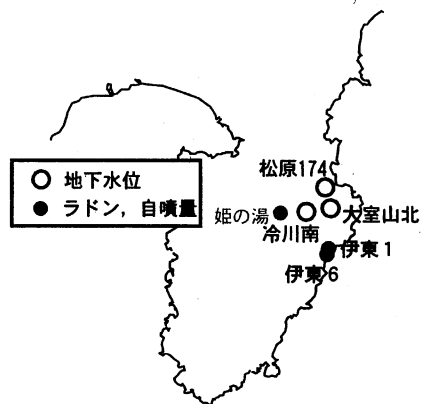 松原174
地下水位
ラドン,自噴量
姫の湯
大室山北
冷川南
伊東1
伊東6